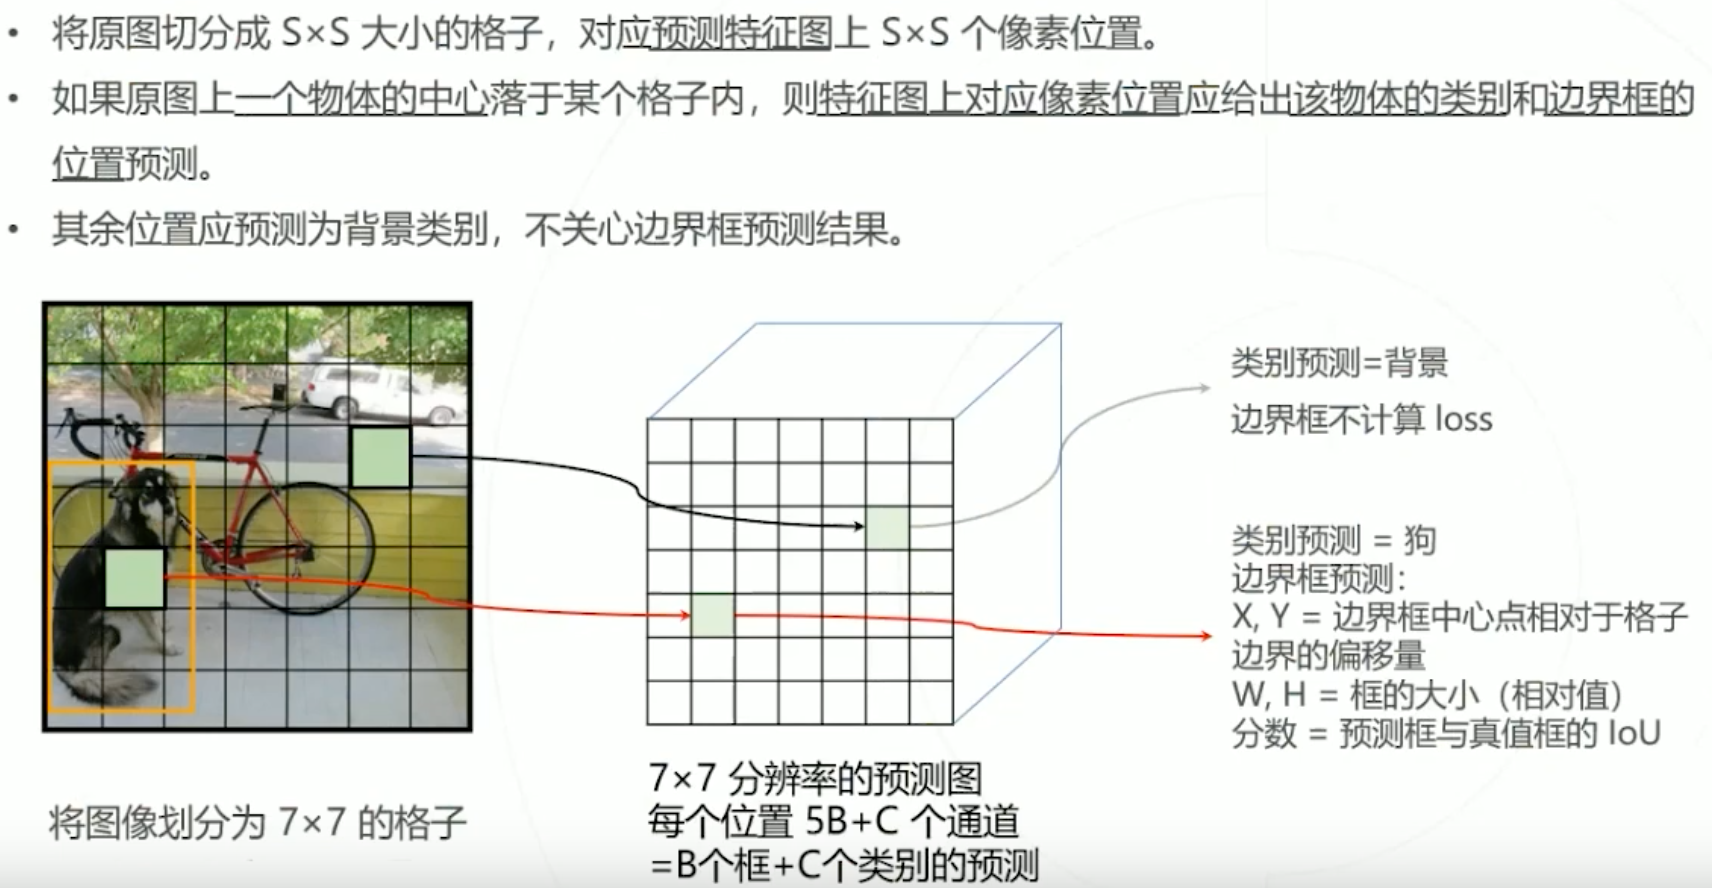 • 将原图切分成 S×S 大小的格子，对应预测特征图上 S×S 个像素位置。
• 如果原图上一个物体的中心落于某个格子内，则特征图上对应像素位置应给出该物体的类别和边界框的
位置预测。
• 其余位置应预测为背景类别，不关心边界框预测结果。
类别预测=背景
边界框不计算 loss
类别预测 = 狗
边界框预测：
X, Y = 边界框中心点相对于格子
边界的偏移量
W, H = 框的大小（相对值）
分数 = 预测框与真值框的 IoU
将图像划分为 7×7 的格子
7×7 分辨率的预测图
每个位置 5B+C 个通道
=B个框+C个类别的预测